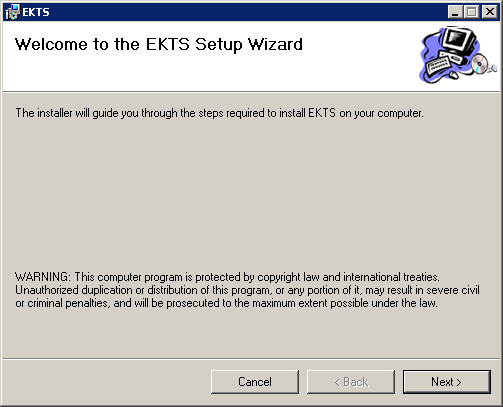 EKTS
Welcome to the EKTS Setup Wizard
The installer will guide you through the steps required to install EKTS on your computer.
WARNING: This computer program is protected by copyright law and international treaties.
Unauthorized duplication or distribution of this program, or any portion of it, may result in severe civil
or criminal penalties, and will be prosecuted to the maximum extent possible under the law.
Cancel
< Back
Next >